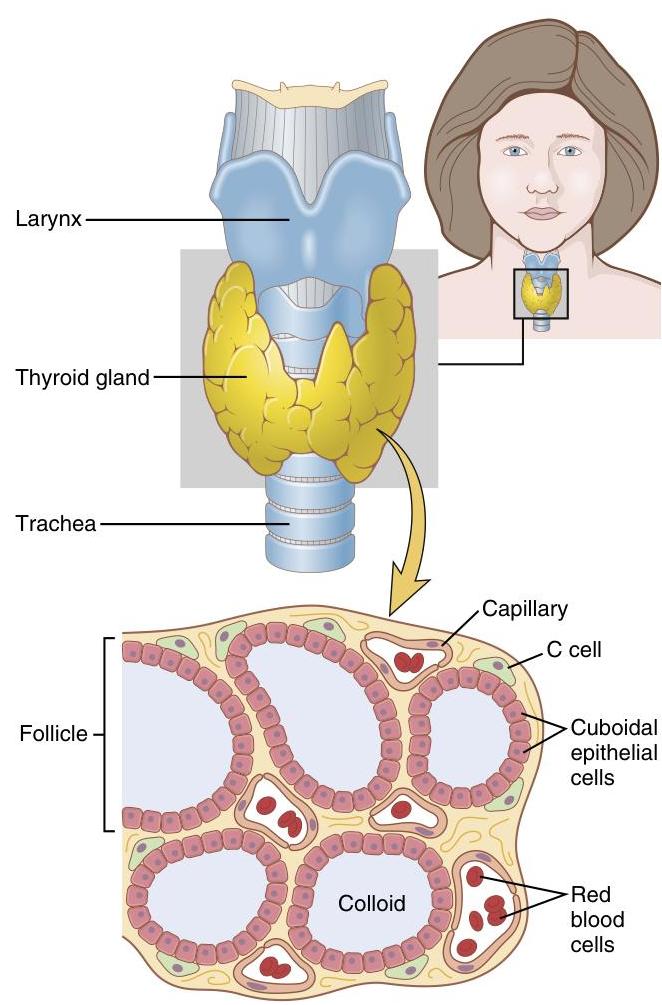 Larynx
Thyroid gland
Trachea
Capillary
C cell
Follicle
Cuboidal
epithelial
cells
Colloid
Red
blood
cells